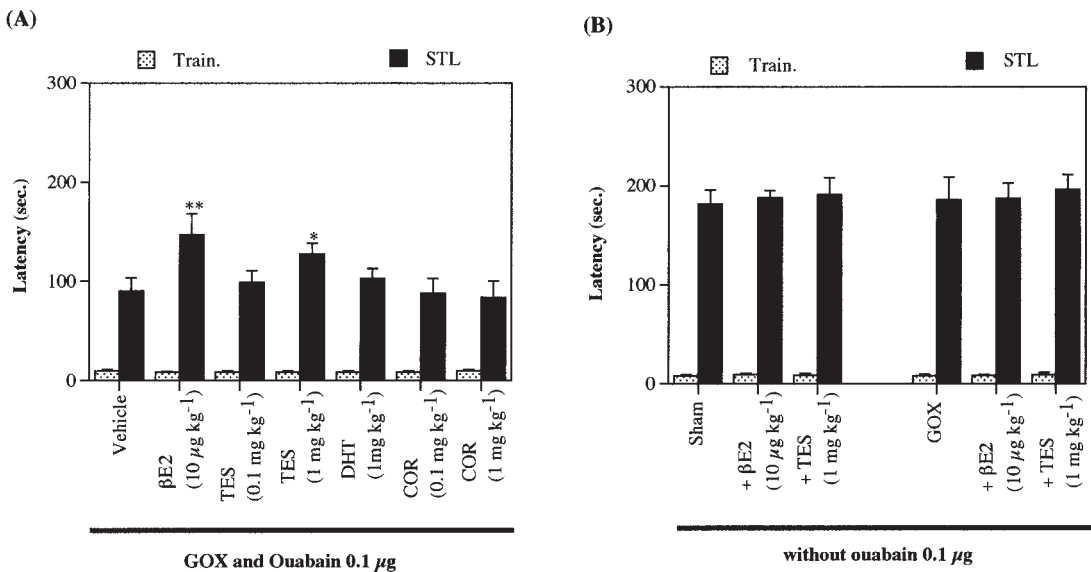 (A)
Train.
STL
300
200
100
0
Latency (sec.)
**
*
Vehicle
βE2
(10 µg kg-1)
TES
(0.1 mg kg-1)
TES
(1 mg kg-1)
DHT
(1mg kg-1)
COR
(0.1 mg kg-1)
COR
(1 mg kg-1)
GOX and Ouabain 0.1 µg
(B)
Train.
STL
300
200
100
0
Latency (sec.)
Sham
+ βE2
(10 µg kg-1)
+ TES
(1 mg kg-1)
GOX
+ βE2
(10 µg kg-1)
+ TES
(1 mg kg-1)
without ouabain 0.1 µg